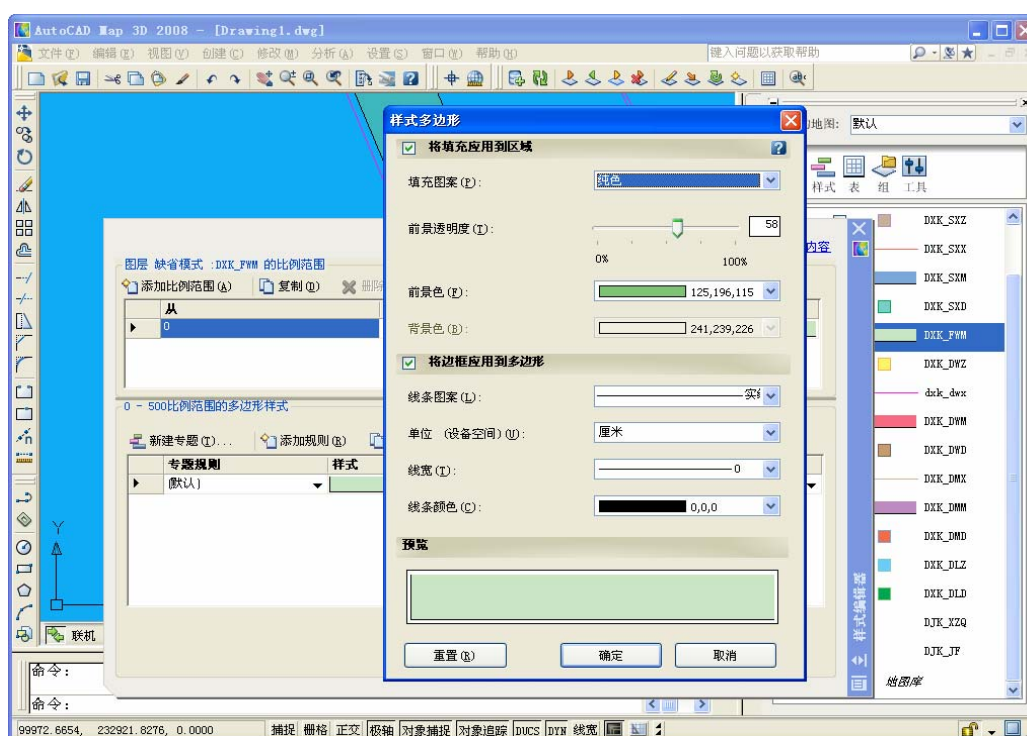 AutoCAD Map 3D 2008 - [Drawing1.dwg]
文件(F) 编辑(E) 视图(V) 创建(C) 修改(M) 分析(A) 设置(S) 窗口(W) 帮助(H) 键入问题以获取帮助
样式多边形
将填充应用到区域
填充图案(P): 纯色
前景透明度(T): 58
0% 100%
前景色(F): 125,196,115
背景色(B): 241,239,226
将边框应用到多边形
线条图案(L):
单位 (设备空间)(U): 厘米
线宽(I): 0
线条颜色(C): 0,0,0
预览
重置(R) 确定 取消
内容
图层 缺省模式 :DXK_FWM 的比例范围
添加比例范围(A) 复制(D)
从
0
0 - 500比例范围的多边形样式
新建专题(T)... 添加规则(R)
专题规则 样式
(默认)
样式编辑器
地图: 默认
样式 表 组 工具
DXK_SXZ
DXK_SXX
DXK_SXM
DXK_SXD
DXK_FWM
DXK_DWZ
dxk_dwx
DXK_DWM
DXK_DWD
DXK_DMX
DXK_DMM
DXK_DMD
DXK_DLZ
DXK_DLD
DJK_XZQ
DJK_JF
地图库
Y
联机
命令:
命令:
99972.6654, 232921.8276, 0.0000 捕捉 栅格 正交 极轴 对象捕捉 对象追踪 DUCS DYN 线宽